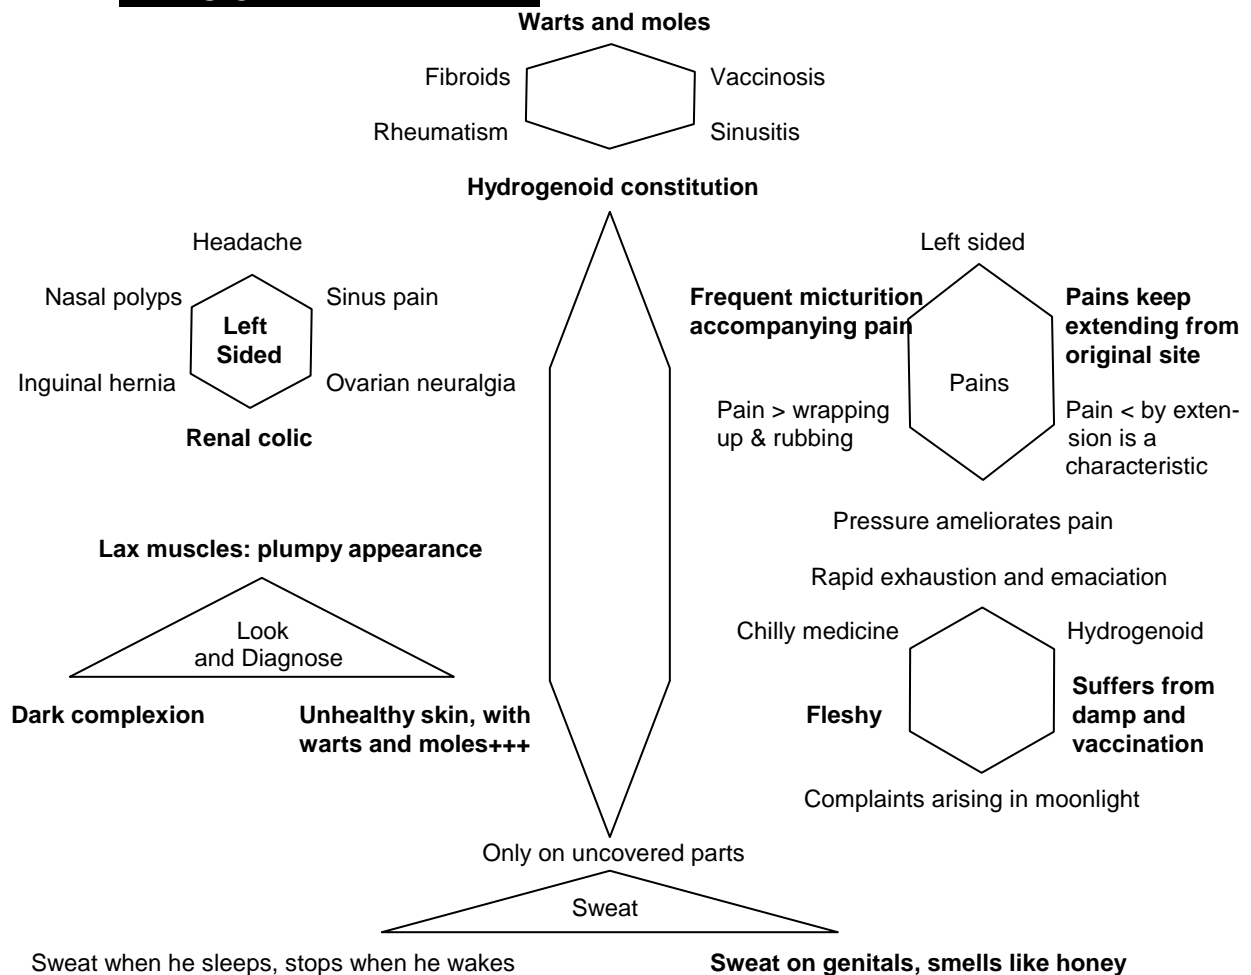 Warts and moles
Fibroids
Vaccinosis
Rheumatism
Sinusitis
Hydrogenoid constitution
Headache
Nasal polyps
Sinus pain
Left
Sided
Inguinal hernia
Ovarian neuralgia
Renal colic
Left sided
Frequent micturition
accompanying pain
Pains keep
extending from
original site
Pains
Pain > wrapping
up & rubbing
Pain < by exten-
sion is a
characteristic
Pressure ameliorates pain
Lax muscles: plumpy appearance
Look
and Diagnose
Dark complexion
Unhealthy skin, with
warts and moles+++
Rapid exhaustion and emaciation
Chilly medicine
Hydrogenoid
Fleshy
Suffers from
damp and
vaccination
Complaints arising in moonlight
Only on uncovered parts
Sweat
Sweat when he sleeps, stops when he wakes
Sweat on genitals, smells like honey